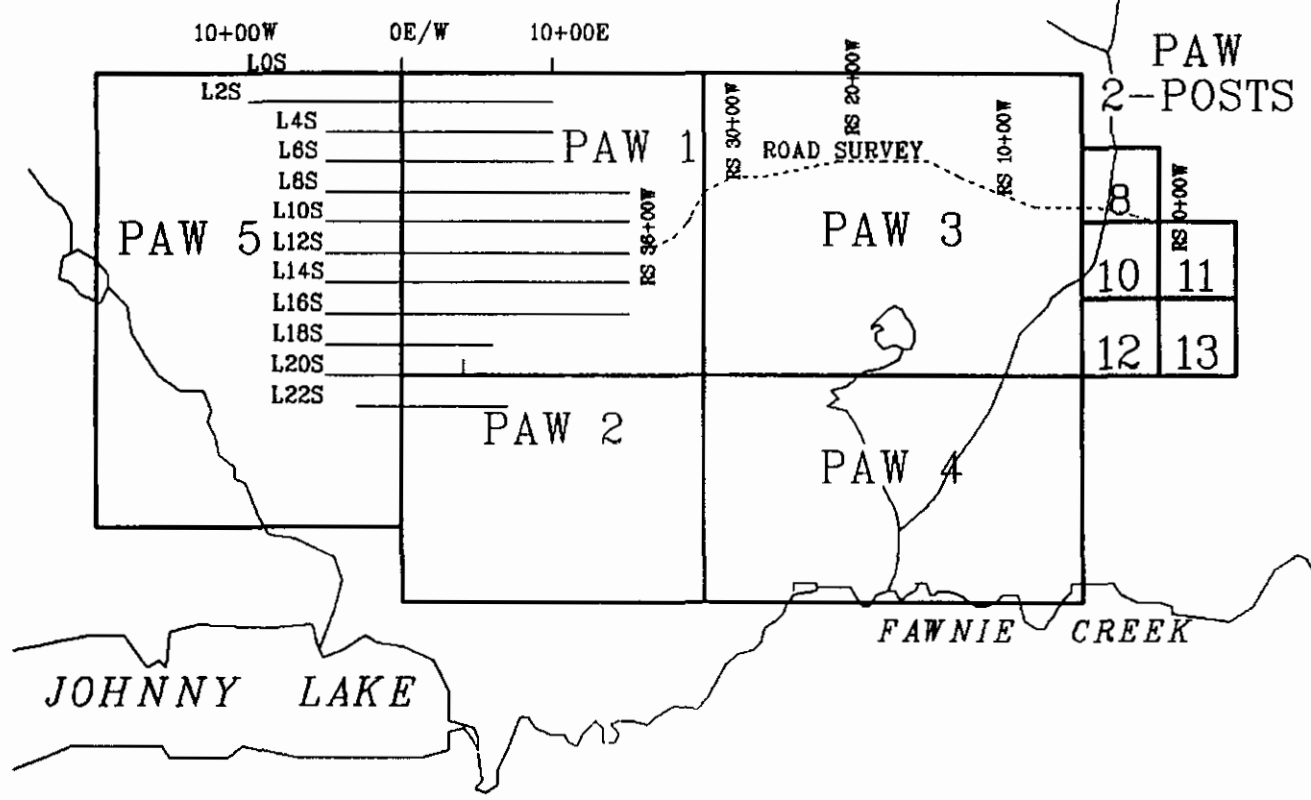 10+00W 0E/W 10+00E
L0S
L2S
L4S
L6S
L8S
L10S
L12S
L14S
L16S
L18S
L20S
L22S
PAW 5
PAW 1
PAW 2
RS 36+00W
RS 30+00W
RS 20+00W
RS 10+00W
RS 0+00W
ROAD SURVEY
PAW 3
PAW 4
PAW
2-POSTS
8
10 11
12 13
FAWNIE CREEK
JOHNNY LAKE